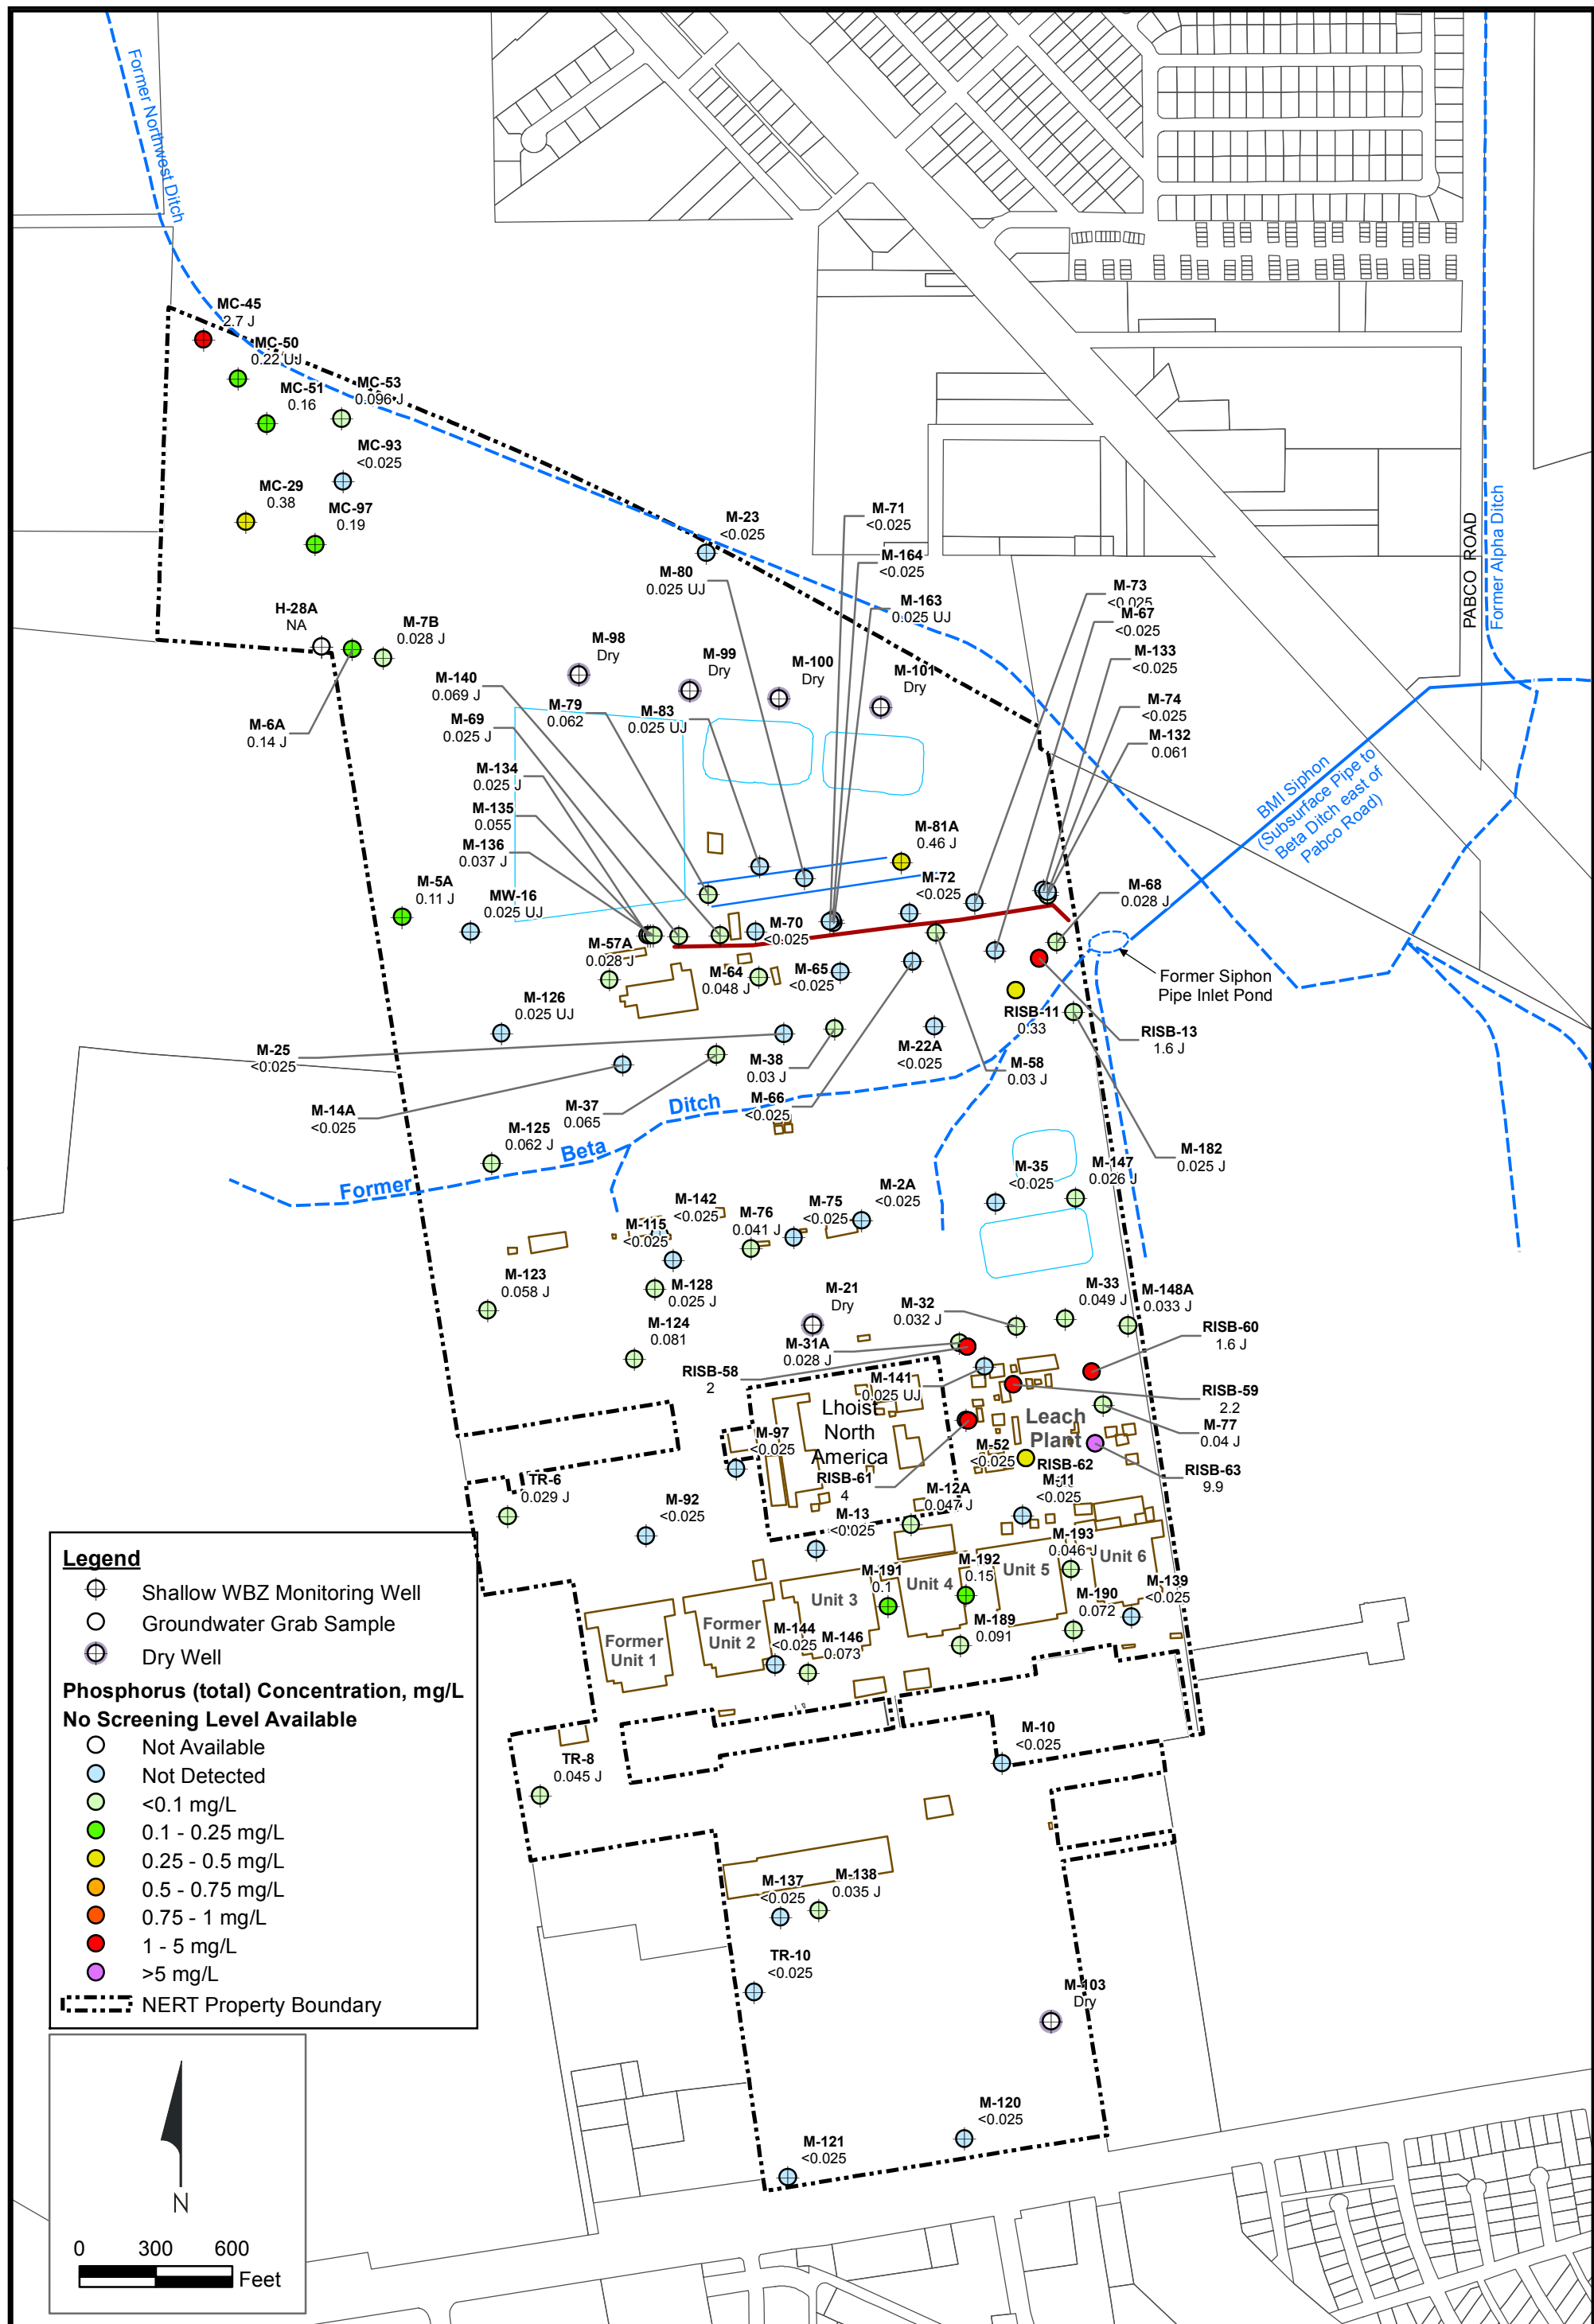 Former Northwest Ditch
MC-45
2.7 J
MC-50
0.22 UJ
MC-51
0.16
MC-53
0.096 J
MC-93
<0.025
MC-29
0.38
MC-97
0.19
H-28A
NA
M-7B
0.028 J
M-6A
0.14 J
M-23
<0.025
M-80
0.025 UJ
M-71
<0.025
M-164
<0.025
M-163
0.025 UJ
M-73
<0.025
M-67
<0.025
M-133
<0.025
M-74
<0.025
M-132
0.061
PABCO ROAD
Former Alpha Ditch
M-98
Dry
M-99
Dry
M-100
Dry
M-101
Dry
M-140
0.069 J
M-69
0.025 J
M-79
0.062
M-83
0.025 UJ
M-134
0.025 J
M-135
0.055
M-136
0.037 J
BMI Siphon
(Subsurface Pipe to
Beta Ditch east of
Pabco Road)
M-81A
0.46 J
M-72
<0.025
M-68
0.028 J
M-5A
0.11 J
MW-16
0.025 UJ
M-70
<0.025
M-57A
0.028 J
M-64
0.048 J
M-65
<0.025
Former Siphon
Pipe Inlet Pond
RISB-11
0.33
RISB-13
1.6 J
M-126
0.025 UJ
M-25
<0.025
M-38
0.03 J
M-22A
<0.025
M-58
0.03 J
M-14A
<0.025
M-37
0.065
M-66
<0.025
M-182
0.025 J
M-125
0.062 J
Former Beta Ditch
M-35
<0.025
M-147
0.026 J
M-142
<0.025
M-115
<0.025
M-76
0.041 J
M-75
<0.025
M-2A
<0.025
M-123
0.058 J
M-128
0.025 J
M-124
0.081
M-21
Dry
M-32
0.032 J
M-33
0.049 J
M-148A
0.033 J
M-31A
0.028 J
RISB-58
2
M-141
0.025 UJ
RISB-60
1.6 J
RISB-59
2.2
M-77
0.04 J
RISB-63
9.9
Lhoist
North
America
Leach
Plant
M-97
<0.025
M-52
<0.025
RISB-62
RISB-61
4
M-11
<0.025
M-12A
0.047 J
M-13
<0.025
TR-6
0.029 J
M-92
<0.025
M-193
0.046 J
M-192
0.15
M-191
0.1
M-190
0.072
M-139
<0.025
M-189
0.091
M-144
<0.025
M-146
0.073
Former
Unit 1
Former
Unit 2
Unit 3
Unit 4
Unit 5
Unit 6
M-10
<0.025
TR-8
0.045 J
M-137
<0.025
M-138
0.035 J
TR-10
<0.025
M-103
Dry
M-120
<0.025
M-121
<0.025
Legend
Shallow WBZ Monitoring Well
Groundwater Grab Sample
Dry Well
Phosphorus (total) Concentration, mg/L
No Screening Level Available
Not Available
Not Detected
<0.1 mg/L
0.1 - 0.25 mg/L
0.25 - 0.5 mg/L
0.5 - 0.75 mg/L
0.75 - 1 mg/L
1 - 5 mg/L
>5 mg/L
NERT Property Boundary
N
0 300 600
Feet